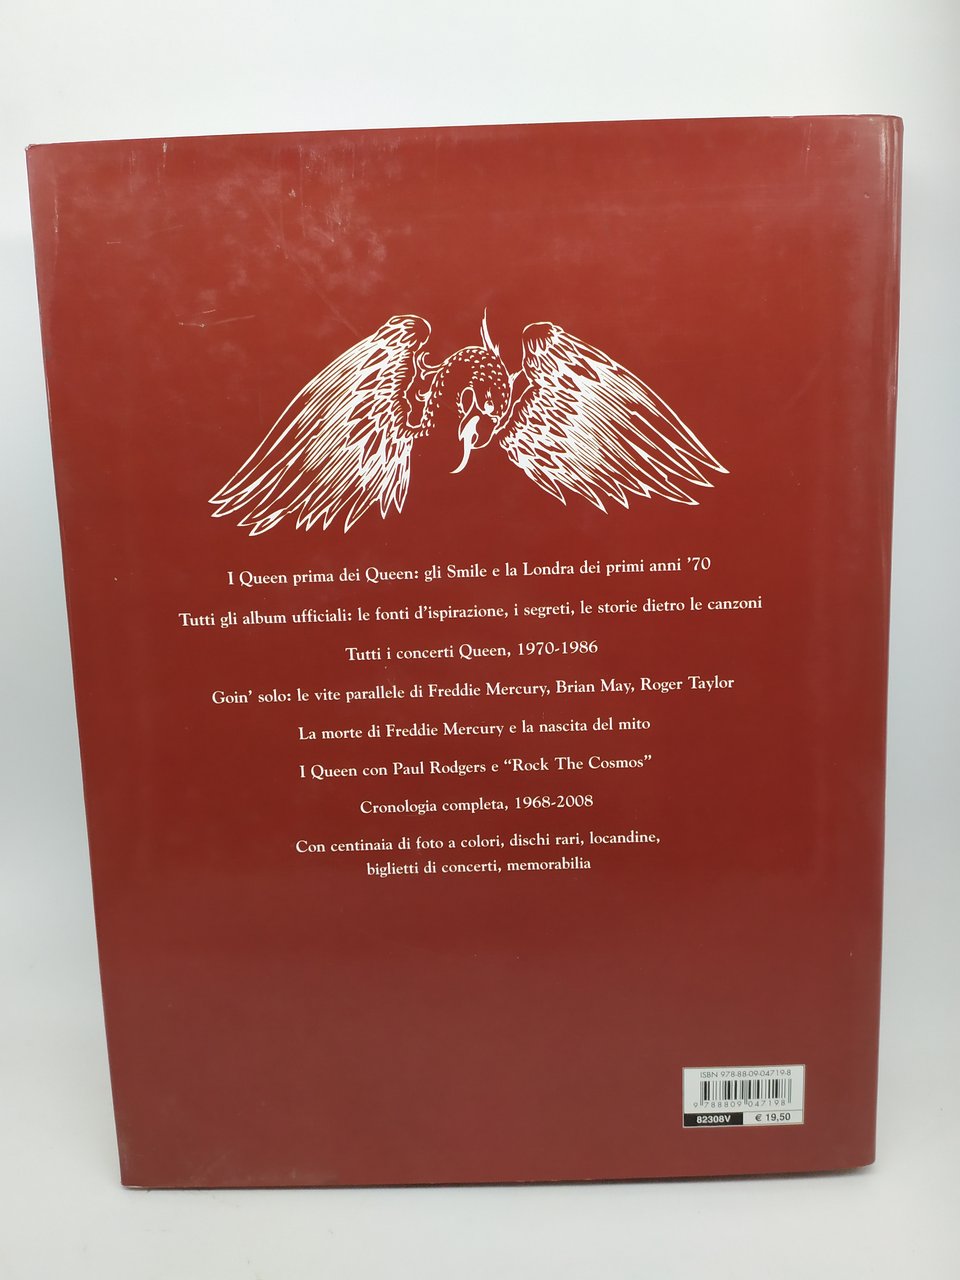 I Queen prima dei Queen: gli Smile e la Londra dei primi anni ’70
Tutti gli album ufficiali: le fonti d’ispirazione, i segreti, le storie dietro le canzoni
Tutti i concerti Queen, 1970-1986
Goin’ solo: le vite parallele di Freddie Mercury, Brian May, Roger Taylor
La morte di Freddie Mercury e la nascita del mito
I Queen con Paul Rodgers e “Rock The Cosmos”
Cronologia completa, 1968-2008
Con centinaia di foto a colori, dischi rari, locandine,
biglietti di concerti, memorabilia
ISBN 978-88-09-04719-8
9 788809 047198
82308V € 19,50